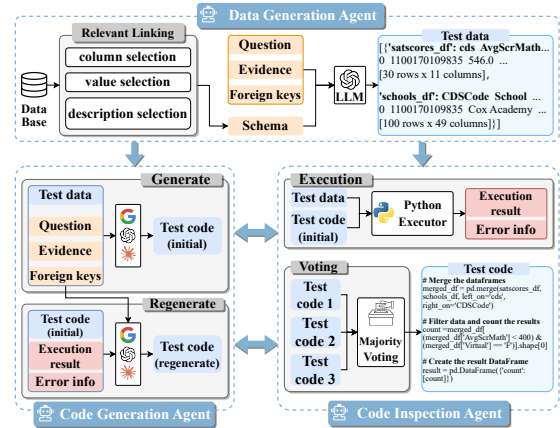 Data Generation Agent
Relevant Linking
column selection
value selection
description selection
Data
Base
Question
Evidence
Foreign keys
Schema
LLM
Test data
[{'satscores_df': cds AvgScrMath...
0 1100170109835 546.0 ...
[30 rows x 11 columns],
'schools_df': CDSCode School ...
0 1100170109835 Cox Academy ...
[100 rows x 49 columns]}]
Generate
Test data
Question
Evidence
Foreign keys
Test code
(initial)
Regenerate
Test code
(initial)
Execution
result
Error info
Test code
(regenerate)
Code Generation Agent
Execution
Test data
Test code
(initial)
Python
Executor
Execution
result
Error info
Voting
Test
code 1
Test
code 2
Test
code 3
Majority
Voting
Test code
# Merge the dataframes
merged_df = pd.merge(satscores_df,
schools_df, left_on='cds',
right_on='CDSCode')
# Filter data and count the results
count =merged_df[
(merged_df['AvgScrMath'] < 400) &
(merged_df['Virtual'] == 'F')].shape[0]
# Create the result DataFrame
result = pd.DataFrame({'count':
[count]})
Code Inspection Agent